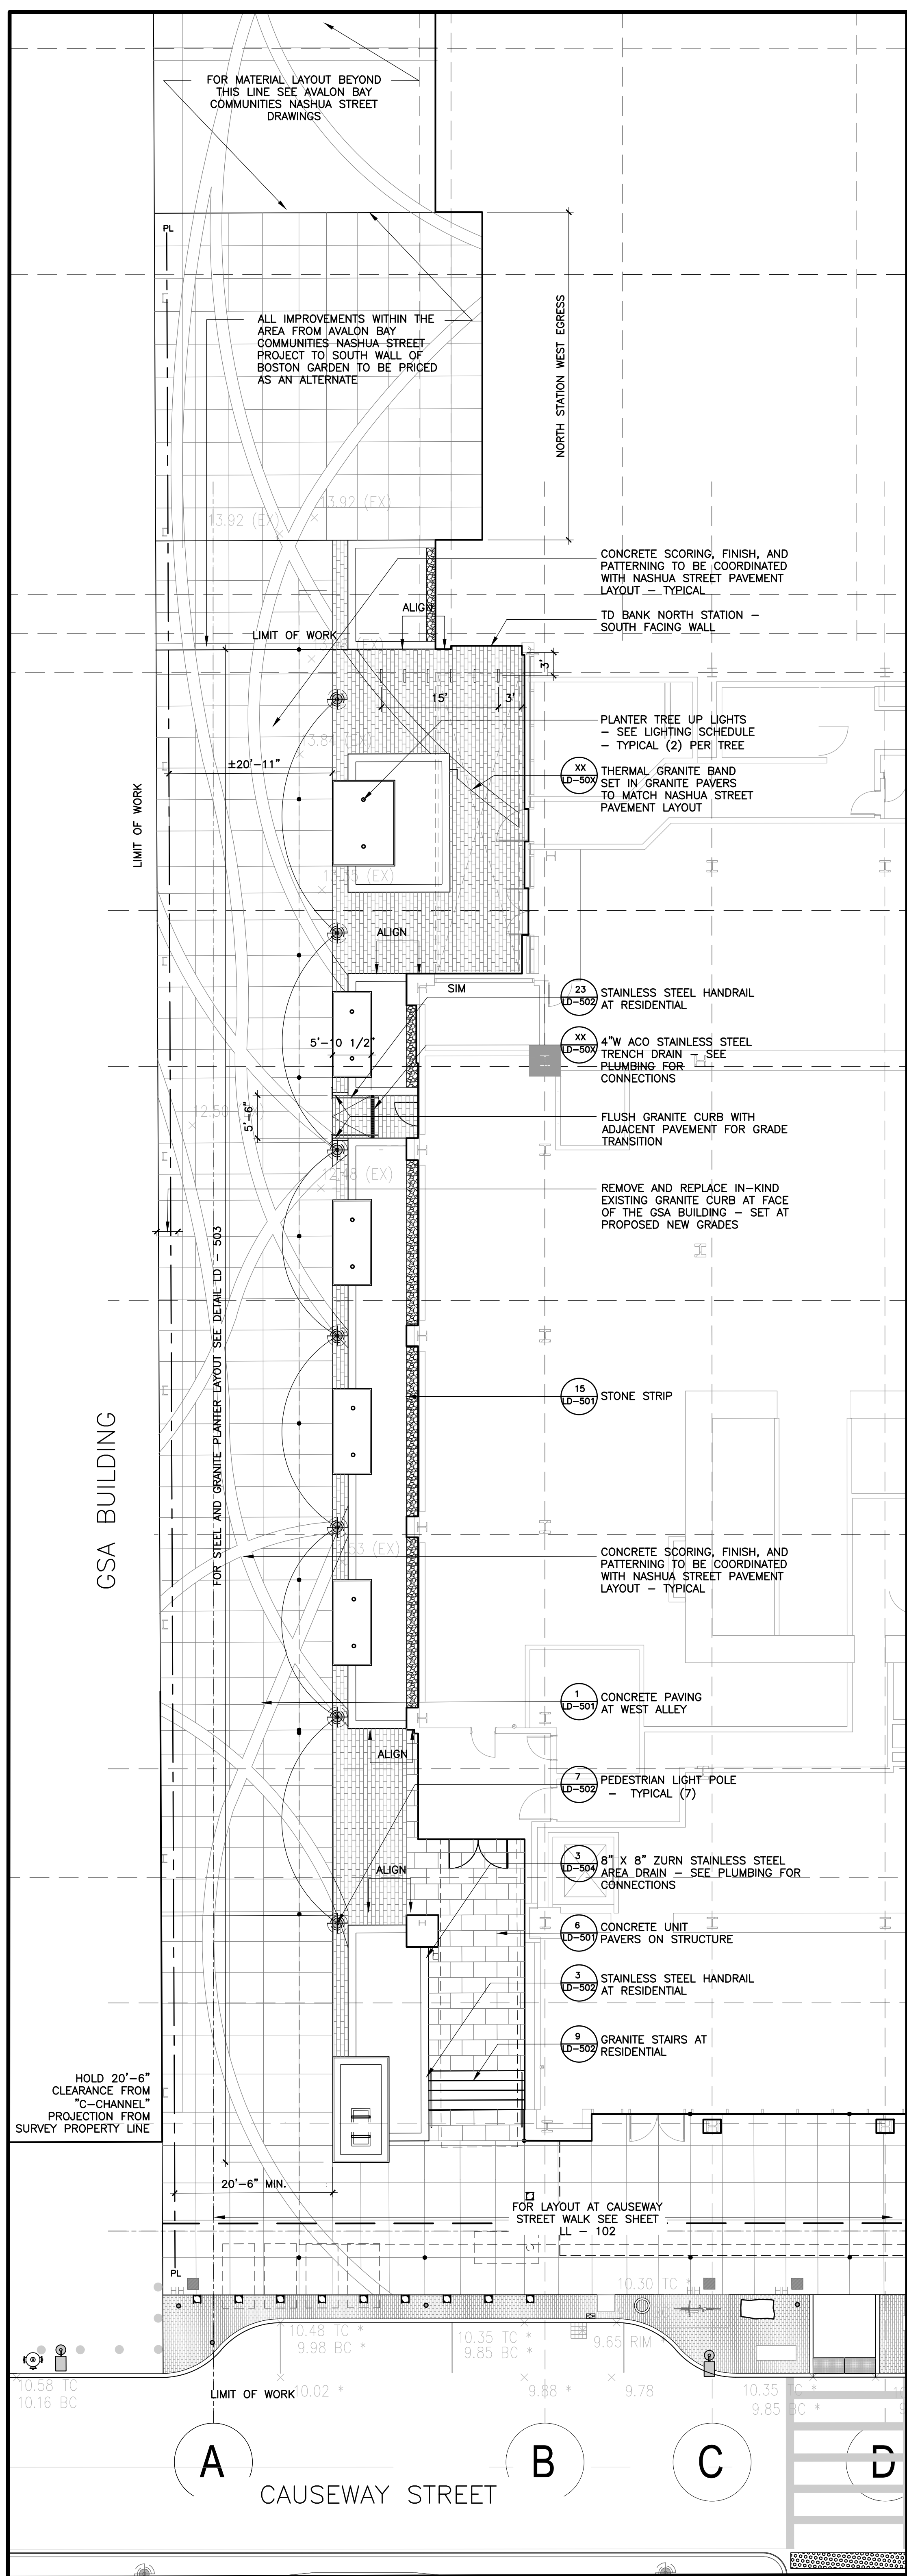 FOR MATERIAL LAYOUT BEYOND
THIS LINE SEE AVALON BAY
COMMUNITIES NASHUA STREET
DRAWINGS
PL
NORTH STATION WEST EGRESS
ALL IMPROVEMENTS WITHIN THE
AREA FROM AVALON BAY
COMMUNITIES NASHUA STREET
PROJECT TO SOUTH WALL OF
BOSTON GARDEN TO BE PRICED
AS AN ALTERNATE
13.92 (EX)
13.92 (EX)
CONCRETE SCORING, FINISH, AND
PATTERNING TO BE COORDINATED
WITH NASHUA STREET PAVEMENT
LAYOUT – TYPICAL
ALIGN
TD BANK NORTH STATION –
SOUTH FACING WALL
LIMIT OF WORK
3'
15'
3'
PLANTER TREE UP LIGHTS
– SEE LIGHTING SCHEDULE
– TYPICAL (2) PER TREE
±20'-11"
XX
LD-50X
THERMAL GRANITE BAND
SET IN GRANITE PAVERS
TO MATCH NASHUA STREET
PAVEMENT LAYOUT
LIMIT OF WORK
ALIGN
SIM
23
LD-502
STAINLESS STEEL HANDRAIL
AT RESIDENTIAL
5'-10 1/2"
XX
LD-50X
4"W ACO STAINLESS STEEL
TRENCH DRAIN – SEE
PLUMBING FOR
CONNECTIONS
5'-6"
FLUSH GRANITE CURB WITH
ADJACENT PAVEMENT FOR GRADE
TRANSITION
REMOVE AND REPLACE IN-KIND
EXISTING GRANITE CURB AT FACE
OF THE GSA BUILDING – SET AT
PROPOSED NEW GRADES
FOR STEEL AND GRANITE PLANTER LAYOUT SEE DETAIL LD - 503
GSA BUILDING
15
LD-501
STONE STRIP
CONCRETE SCORING, FINISH, AND
PATTERNING TO BE COORDINATED
WITH NASHUA STREET PAVEMENT
LAYOUT – TYPICAL
1
LD-501
CONCRETE PAVING
AT WEST ALLEY
ALIGN
7
LD-502
PEDESTRIAN LIGHT POLE
– TYPICAL (7)
3
LD-504
8" X 8" ZURN STAINLESS STEEL
AREA DRAIN – SEE PLUMBING FOR
CONNECTIONS
ALIGN
6
LD-501
CONCRETE UNIT
PAVERS ON STRUCTURE
3
LD-502
STAINLESS STEEL HANDRAIL
AT RESIDENTIAL
9
LD-502
GRANITE STAIRS AT
RESIDENTIAL
HOLD 20'-6"
CLEARANCE FROM
"C-CHANNEL"
PROJECTION FROM
SURVEY PROPERTY LINE
20'-6" MIN.
FOR LAYOUT AT CAUSEWAY
STREET WALK SEE SHEET
LL - 102
PL
10.30 TC *
10.48 TC *
9.98 BC *
10.35 TC *
9.85 BC *
9.65 RIM *
10.58 TC
10.16 BC
10.02 *
9.88 *
9.78
10.35 TC *
9.85 BC *
LIMIT OF WORK
A
B
C
D
CAUSEWAY STREET